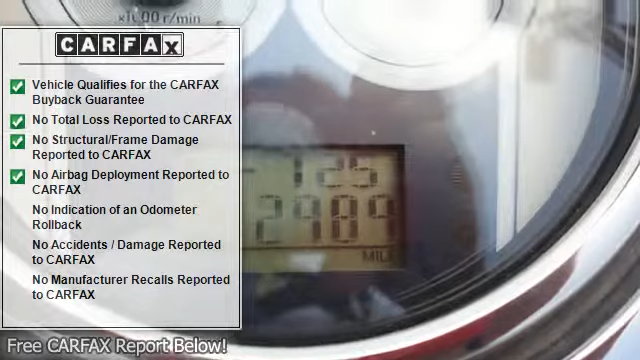 x1000 r/min
CARFAX
Vehicle Qualifies for the CARFAX
Buyback Guarantee
No Total Loss Reported to CARFAX
No Structural/Frame Damage
Reported to CARFAX
No Airbag Deployment Reported to
CARFAX
No Indication of an Odometer
Rollback
No Accidents / Damage Reported
to CARFAX
No Manufacturer Recalls Reported
to CARFAX
125
2989
Free CARFAX Report Below!